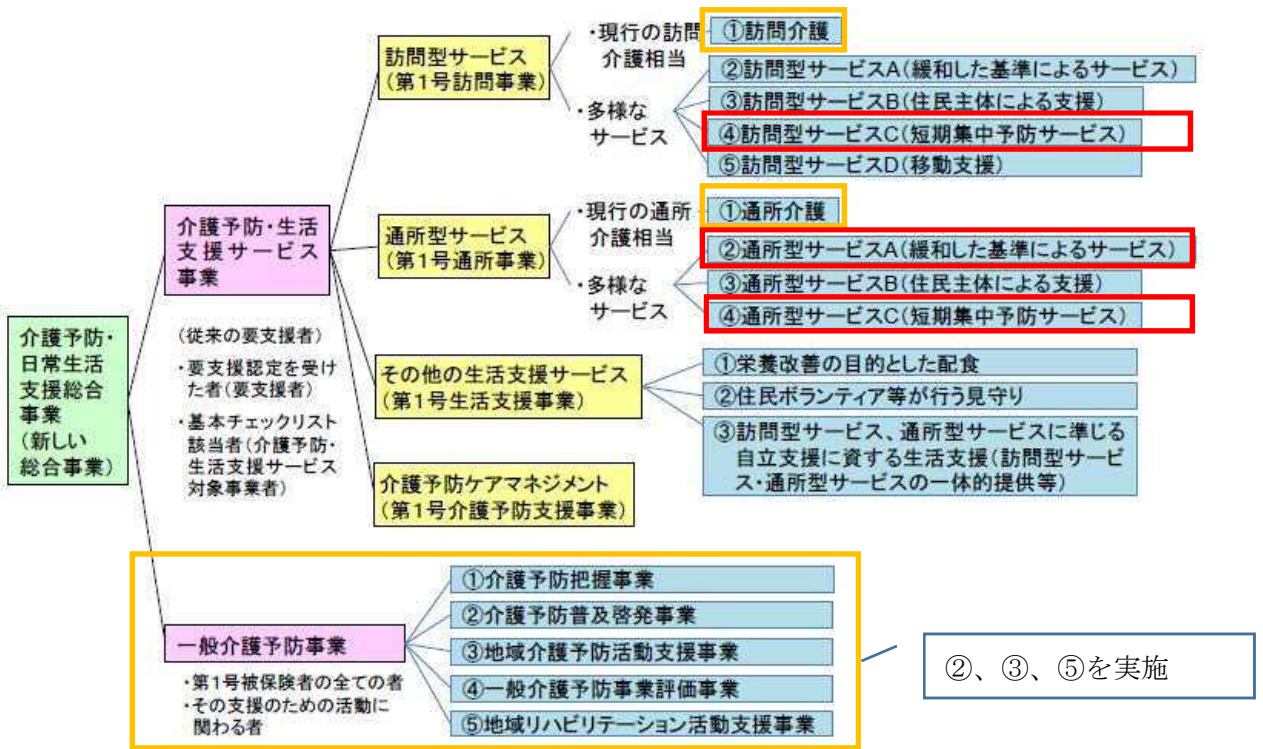 介護予防・
日常生活
支援総合
事業
(新しい
総合事業)
介護予防・生活
支援サービス
事業
(従来の要支援者)
・要支援認定を受け
た者(要支援者)
・基本チェックリスト
該当者(介護予防・
生活支援サービス
対象事業者)
訪問型サービス
(第1号訪問事業)
・現行の訪問
介護相当
①訪問介護
・多様な
サービス
②訪問型サービスA(緩和した基準によるサービス)
③訪問型サービスB(住民主体による支援)
④訪問型サービスC(短期集中予防サービス)
⑤訪問型サービスD(移動支援)
通所型サービス
(第1号通所事業)
・現行の通所
介護相当
①通所介護
・多様な
サービス
②通所型サービスA(緩和した基準によるサービス)
③通所型サービスB(住民主体による支援)
④通所型サービスC(短期集中予防サービス)
その他の生活支援サービス
(第1号生活支援事業)
①栄養改善の目的とした配食
②住民ボランティア等が行う見守り
③訪問型サービス、通所型サービスに準じる
自立支援に資する生活支援(訪問型サービ
ス・通所型サービスの一体的提供等)
介護予防ケアマネジメント
(第1号介護予防支援事業)
一般介護予防事業
・第1号被保険者の全ての者
・その支援のための活動に
関わる者
①介護予防把握事業
②介護予防普及啓発事業
③地域介護予防活動支援事業
④一般介護予防事業評価事業
⑤地域リハビリテーション活動支援事業
②、③、⑤を実施